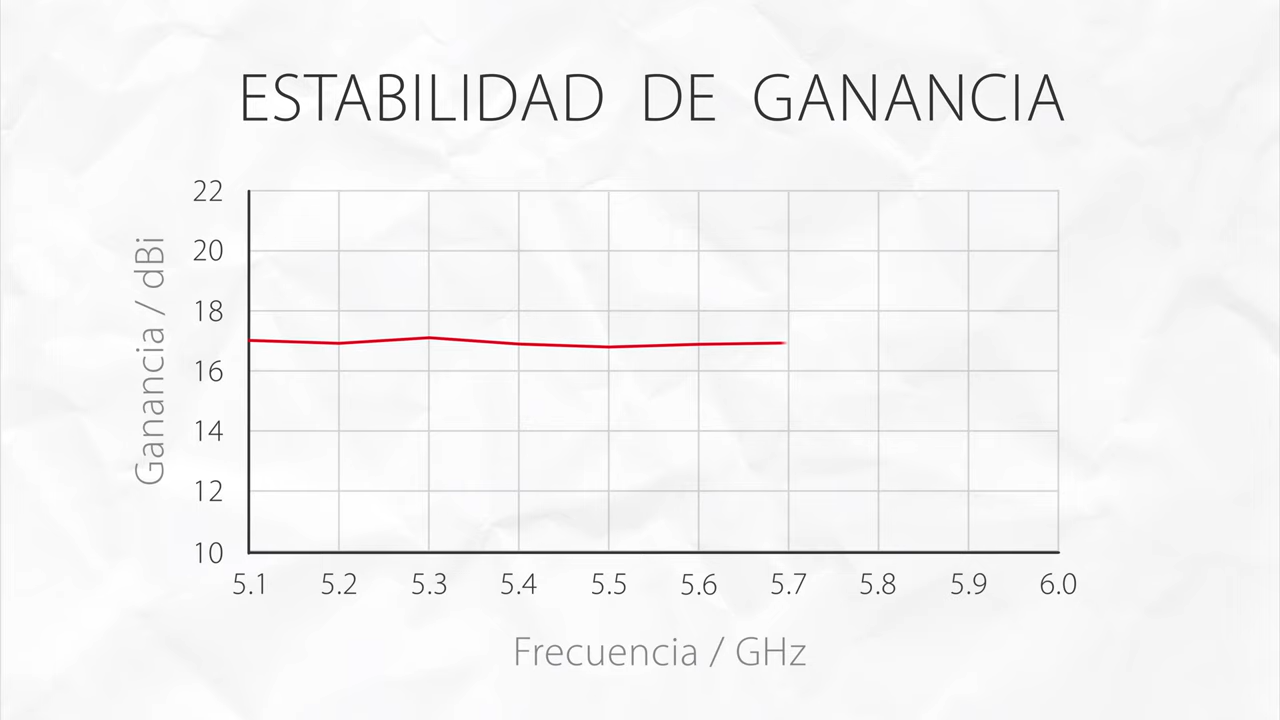 ESTABILIDAD DE GANANCIA
Ganancia / dBi
22
20
18
16
14
12
10
5.1 5.2 5.3 5.4 5.5 5.6 5.7 5.8 5.9 6.0
Frecuencia / GHz